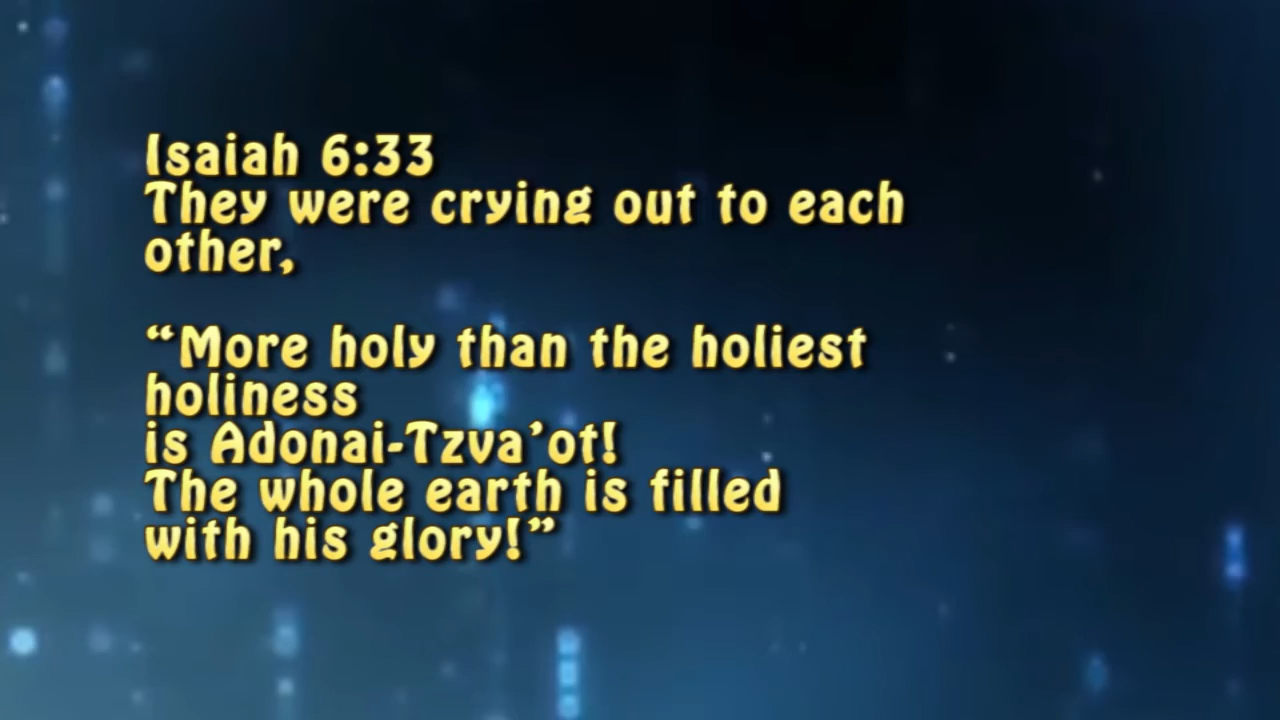 Isaiah 6:33
They were crying out to each
other,
“More holy than the holiest
holiness
is Adonai-Tzva’ot!
The whole earth is filled
with his glory!”